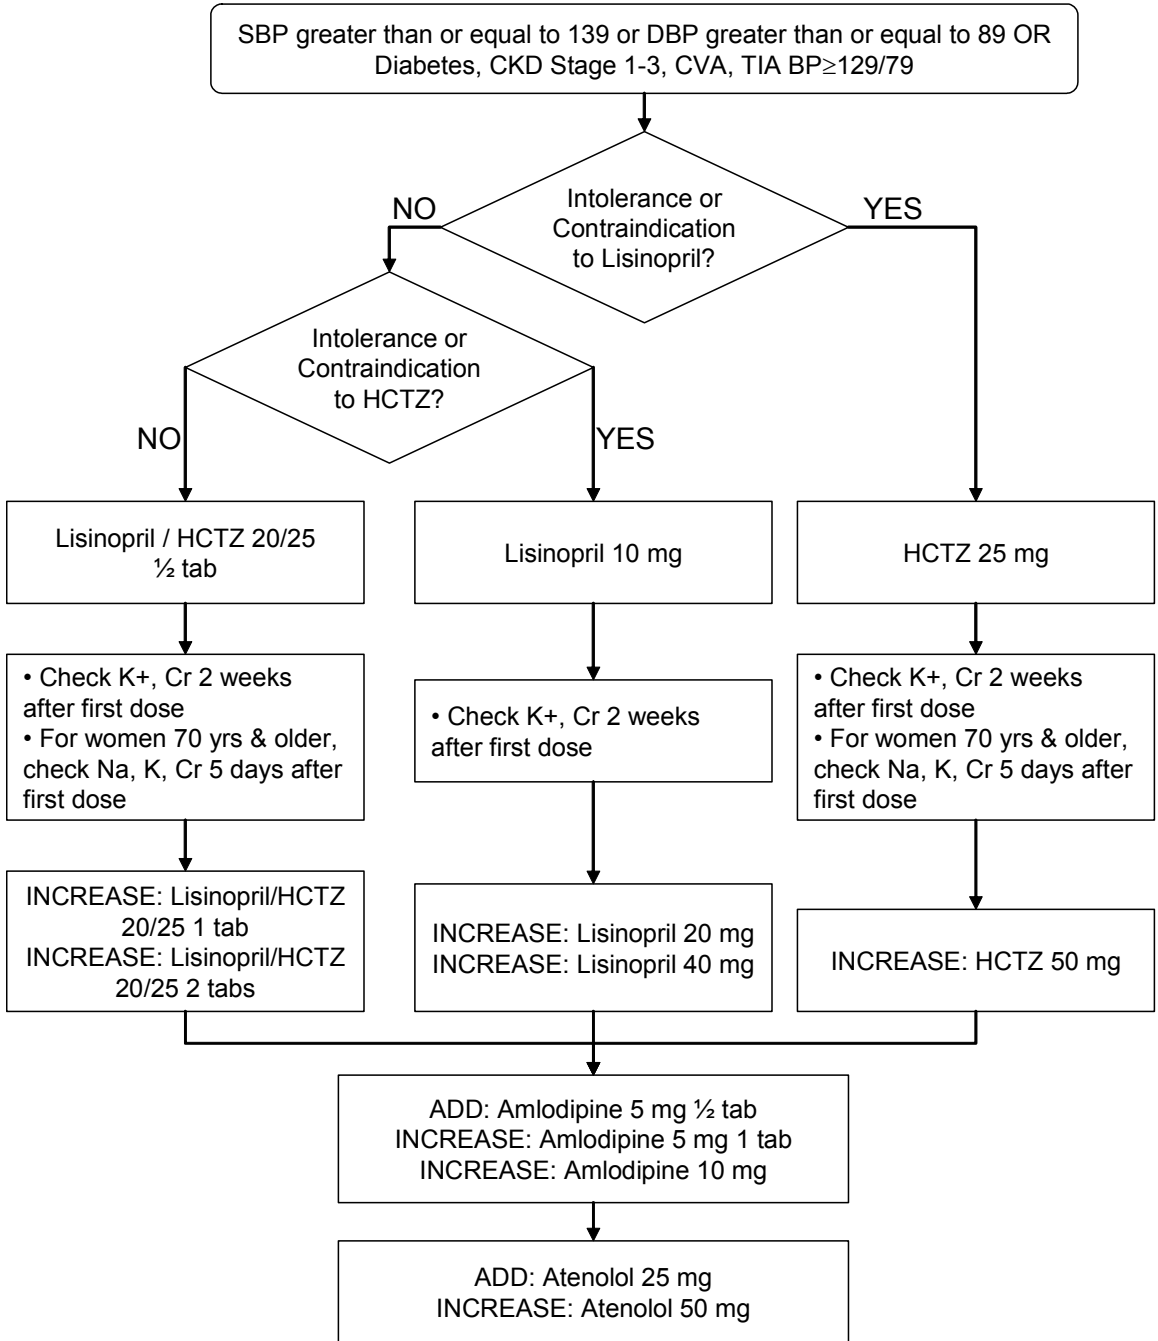 SBP greater than or equal to 139 or DBP greater than or equal to 89 OR
Diabetes, CKD Stage 1-3, CVA, TIA BP≥129/79
Intolerance or
Contraindication
to Lisinopril?
NO
YES
Intolerance or
Contraindication
to HCTZ?
NO
YES
Lisinopril / HCTZ 20/25
½ tab
Lisinopril 10 mg
HCTZ 25 mg
• Check K+, Cr 2 weeks
after first dose
• For women 70 yrs & older,
check Na, K, Cr 5 days after
first dose
• Check K+, Cr 2 weeks
after first dose
• Check K+, Cr 2 weeks
after first dose
• For women 70 yrs & older,
check Na, K, Cr 5 days after
first dose
INCREASE: Lisinopril/HCTZ
20/25 1 tab
INCREASE: Lisinopril/HCTZ
20/25 2 tabs
INCREASE: Lisinopril 20 mg
INCREASE: Lisinopril 40 mg
INCREASE: HCTZ 50 mg
ADD: Amlodipine 5 mg ½ tab
INCREASE: Amlodipine 5 mg 1 tab
INCREASE: Amlodipine 10 mg
ADD: Atenolol 25 mg
INCREASE: Atenolol 50 mg